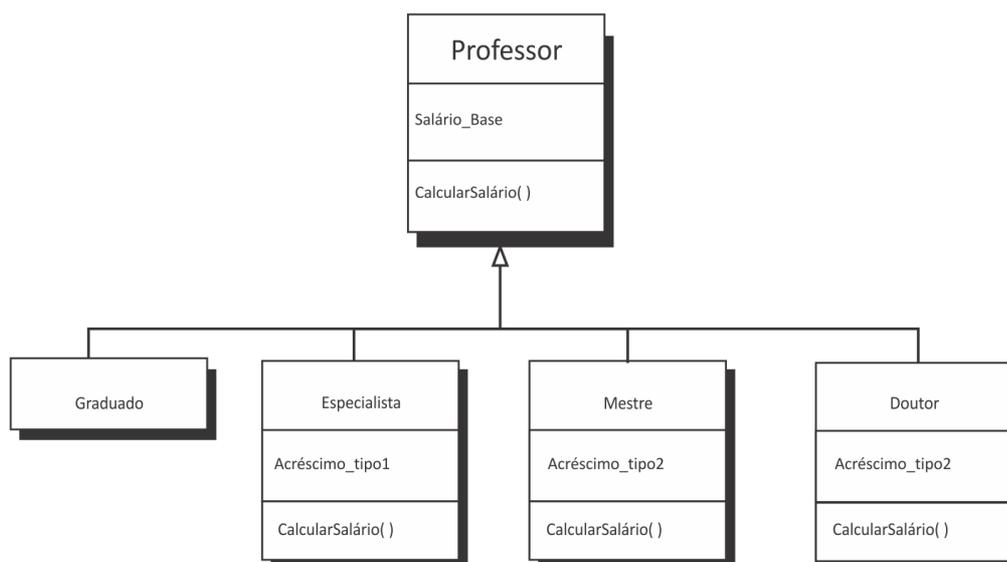 Professor
Salário_Base
CalcularSalário( )
Graduado
Especialista
Acréscimo_tipo1
CalcularSalário( )
Mestre
Acréscimo_tipo2
CalcularSalário( )
Doutor
Acréscimo_tipo2
CalcularSalário( )